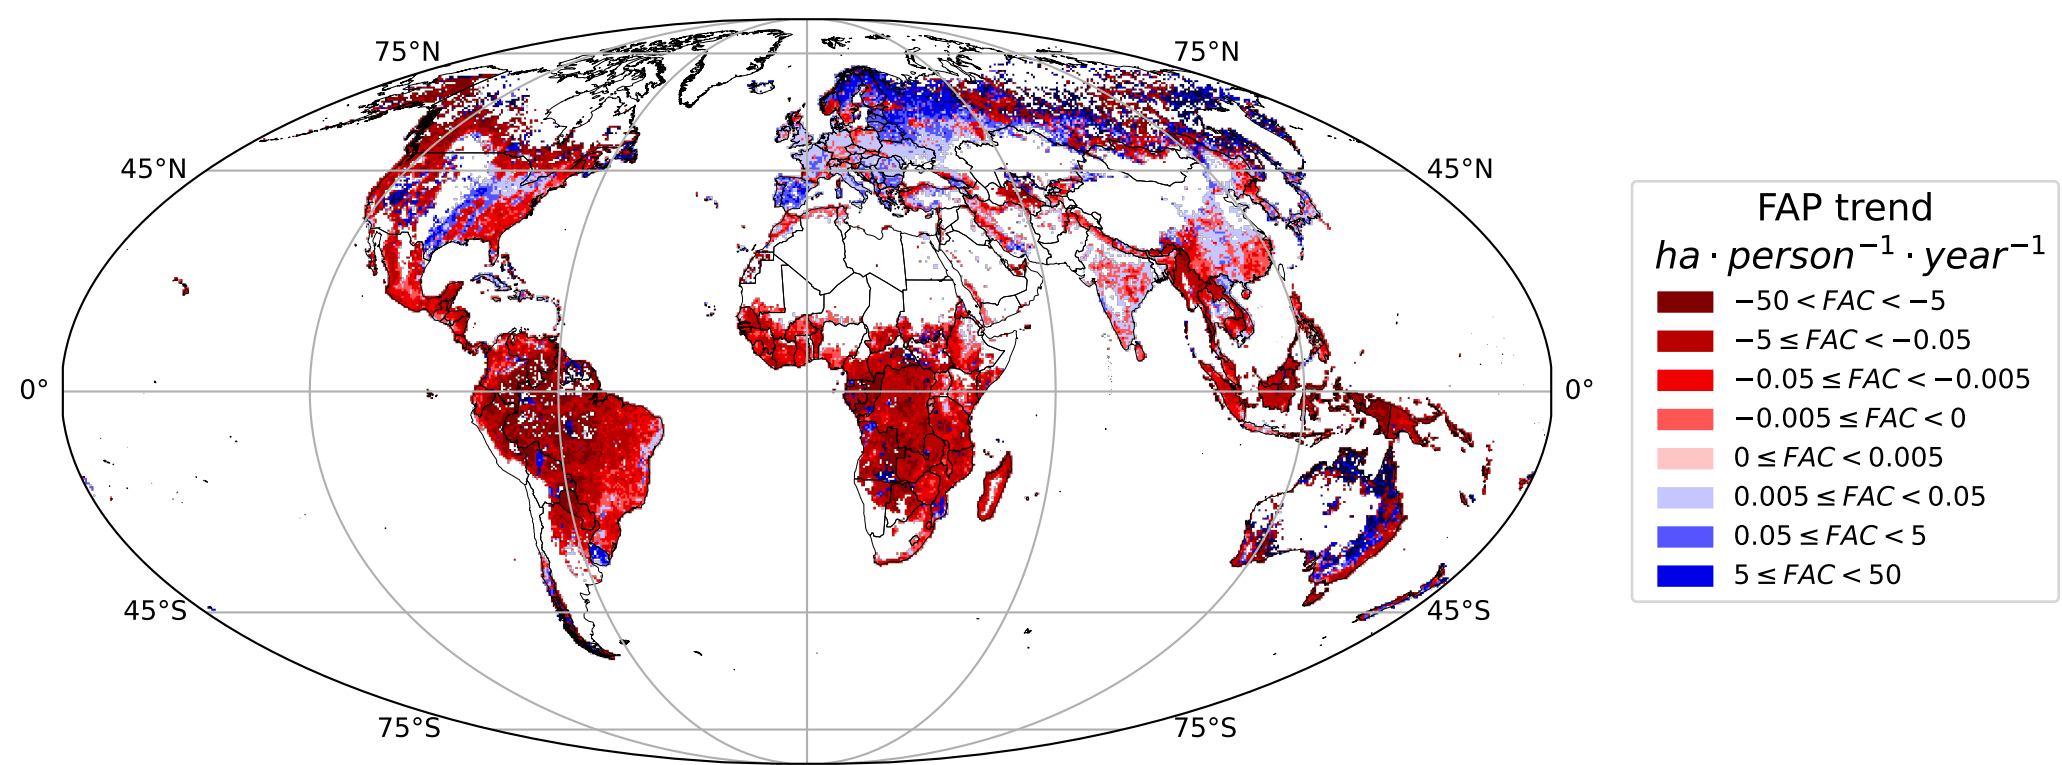 75°N
75°N
45°N
45°N
0°
0°
45°S
45°S
75°S
75°S
FAP trend
ha · person⁻¹ · year⁻¹
−50 < FAC < −5
−5 ≤ FAC < −0.05
−0.05 ≤ FAC < −0.005
−0.005 ≤ FAC < 0
0 ≤ FAC < 0.005
0.005 ≤ FAC < 0.05
0.05 ≤ FAC < 5
5 ≤ FAC < 50